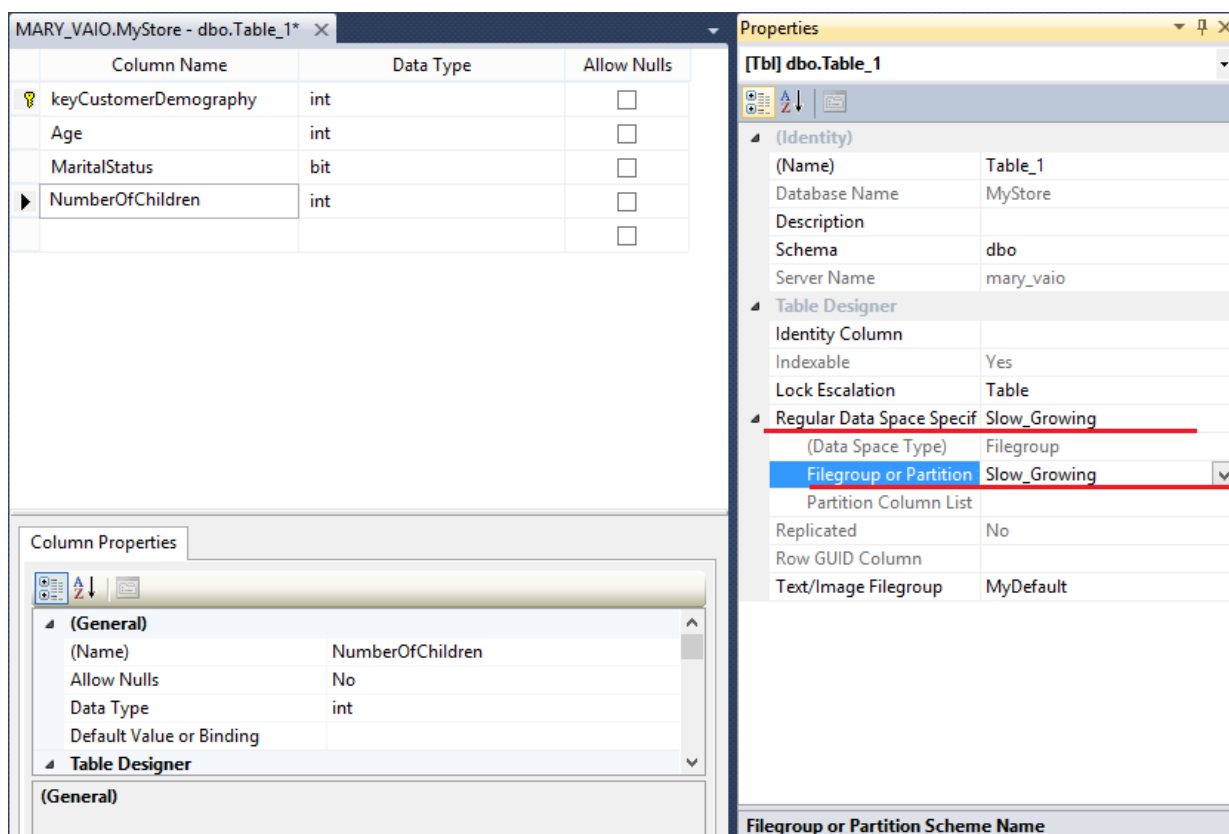 MARY_VAIO.MyStore - dbo.Table_1*
Column Name Data Type Allow Nulls
keyCustomerDemography int
Age int
MaritalStatus bit
NumberOfChildren int
Column Properties
(General)
(Name) NumberOfChildren
Allow Nulls No
Data Type int
Default Value or Binding
Table Designer
(General)
Properties
[Tbl] dbo.Table_1
(Identity)
(Name) Table_1
Database Name MyStore
Description
Schema dbo
Server Name mary_vaio
Table Designer
Identity Column
Indexable Yes
Lock Escalation Table
Regular Data Space Specif Slow_Growing
(Data Space Type) Filegroup
Filegroup or Partition Slow_Growing
Partition Column List
Replicated No
Row GUID Column
Text/Image Filegroup MyDefault
Filegroup or Partition Scheme Name